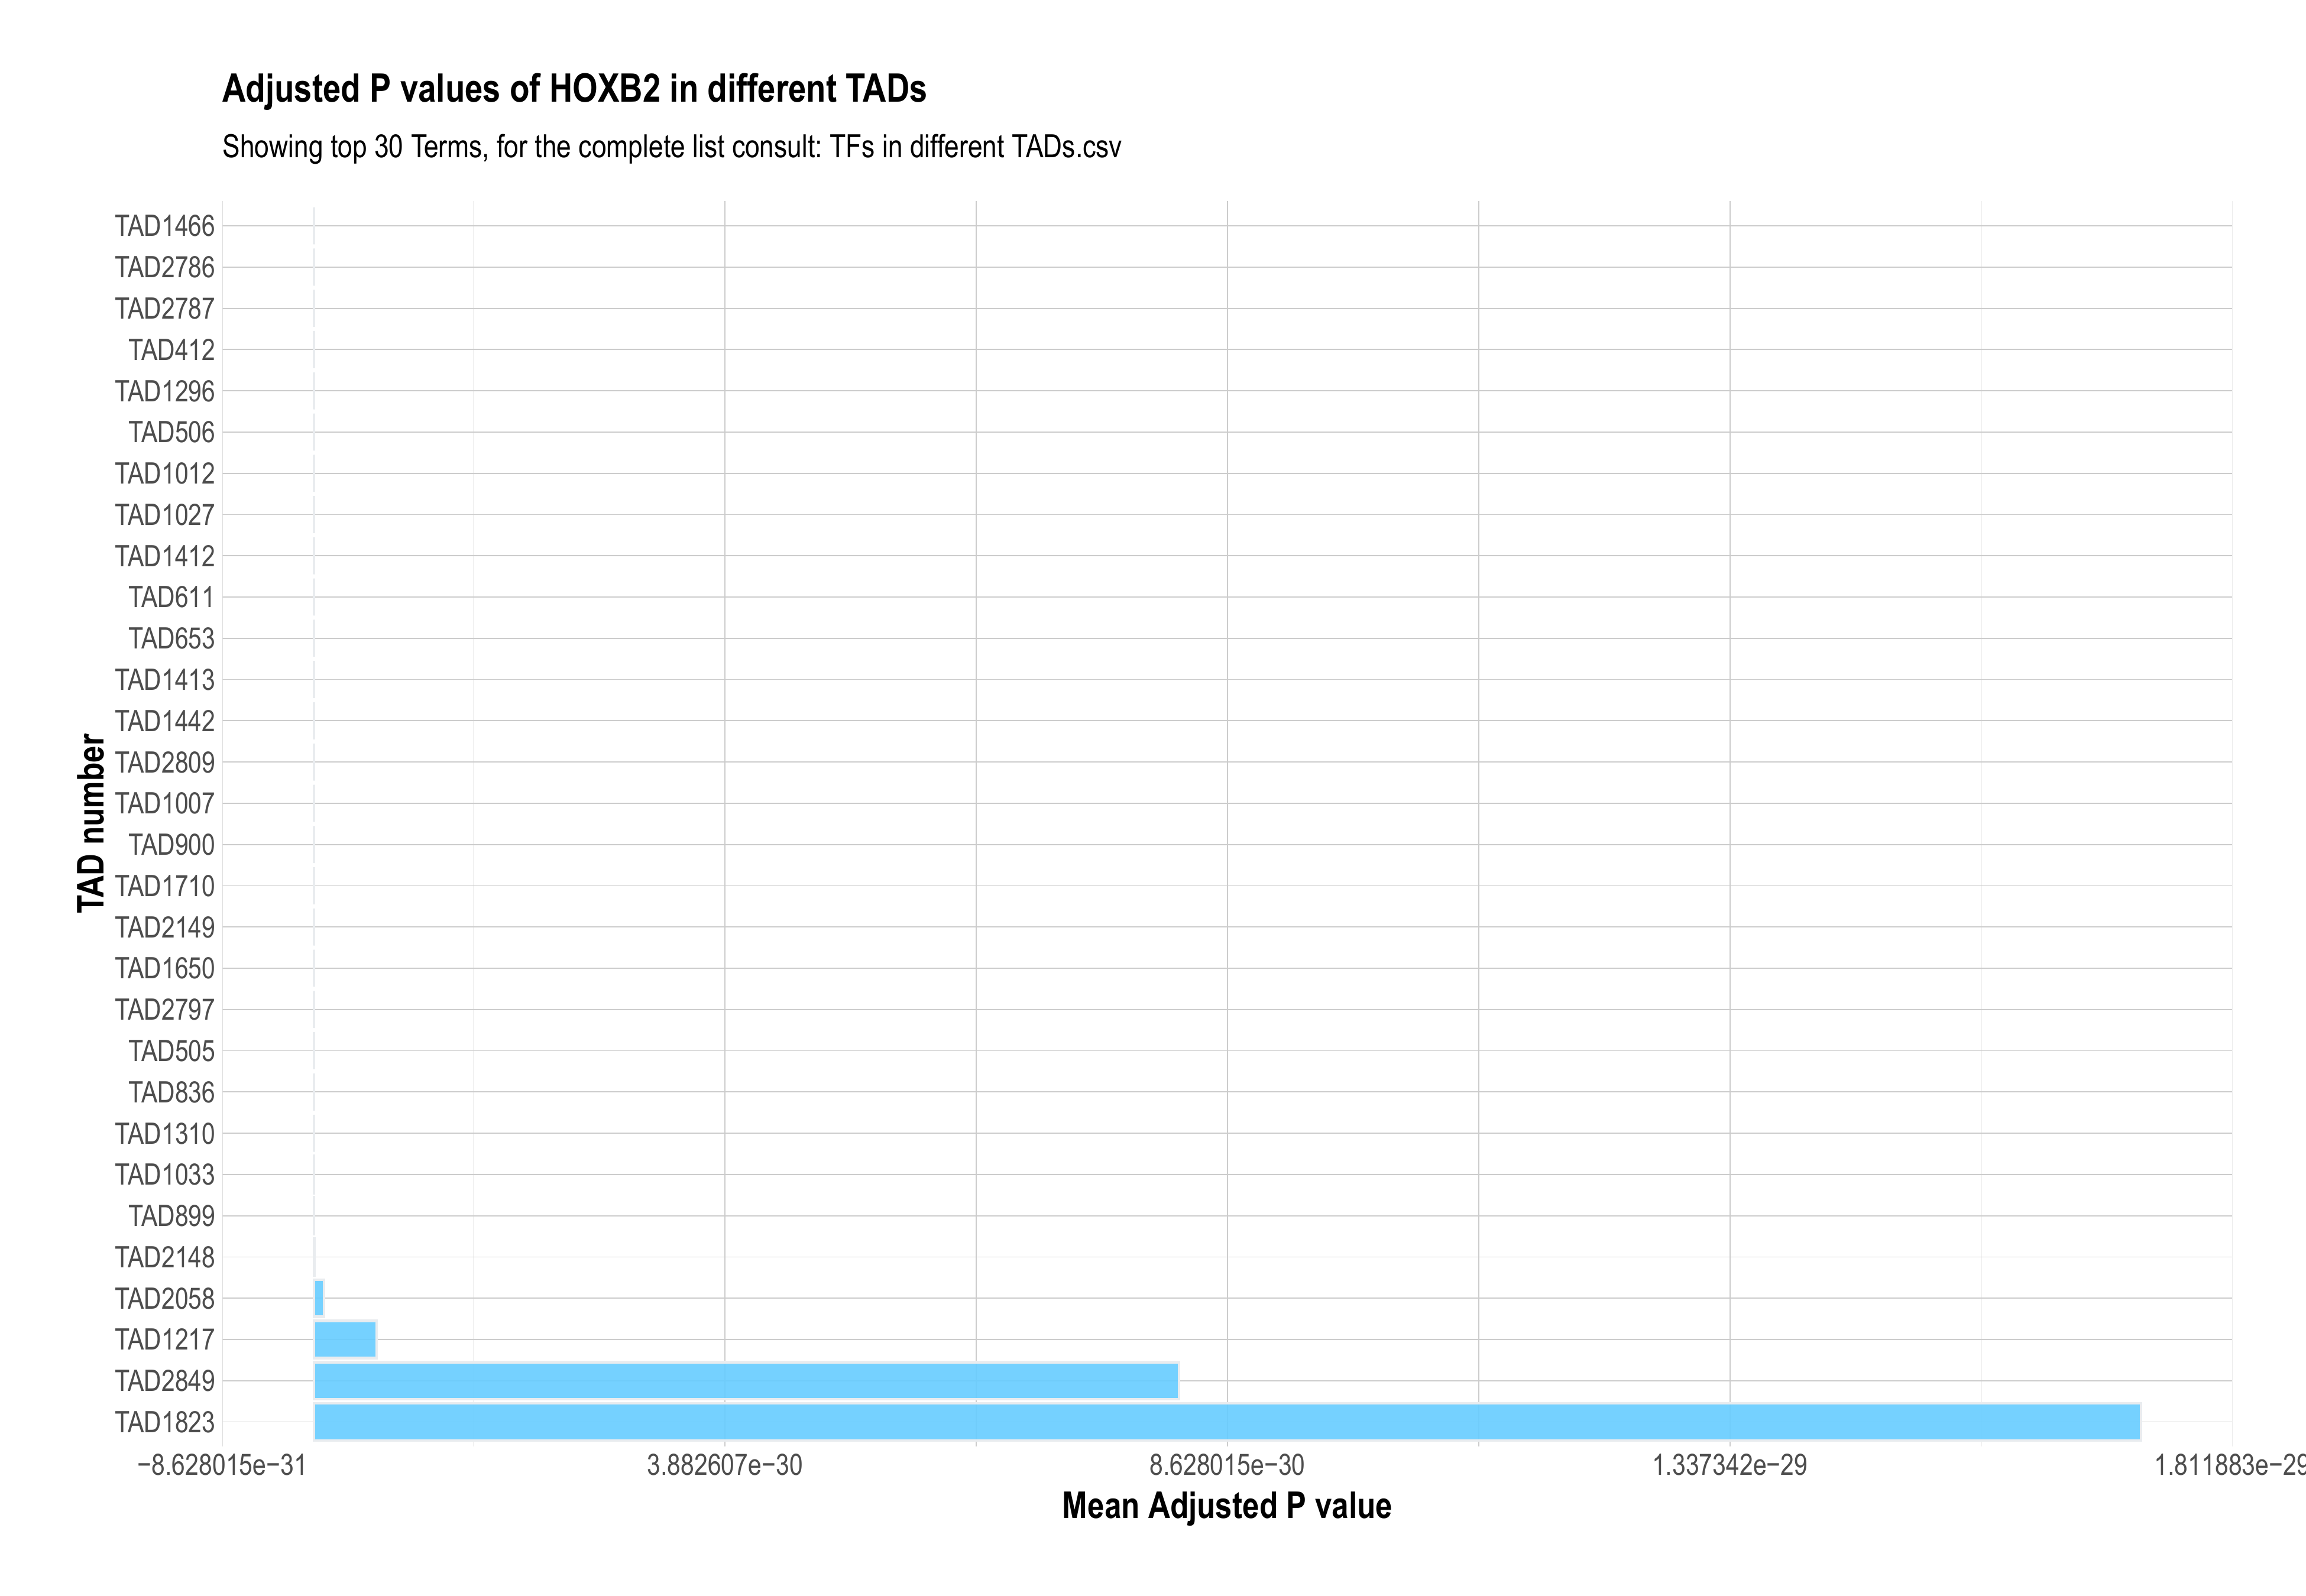 Adjusted P values of HOXB2 in different TADs
Showing top 30 Terms, for the complete list consult: TFs in different TADs.csv
TAD number
TAD1466
TAD2786
TAD2787
TAD412
TAD1296
TAD506
TAD1012
TAD1027
TAD1412
TAD611
TAD653
TAD1413
TAD1442
TAD2809
TAD1007
TAD900
TAD1710
TAD2149
TAD1650
TAD2797
TAD505
TAD836
TAD1310
TAD1033
TAD899
TAD2148
TAD2058
TAD1217
TAD2849
TAD1823
−8.628015e−31 3.882607e−30 8.628015e−30 1.337342e−29 1.811883e−29
Mean Adjusted P value